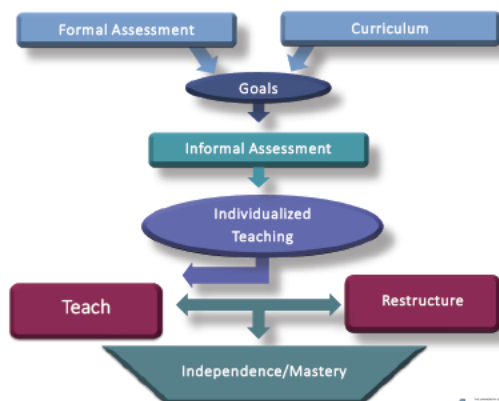 Formal Assessment
Curriculum
Goals
Informal Assessment
Individualized
Teaching
Teach
Restructure
Independence/Mastery